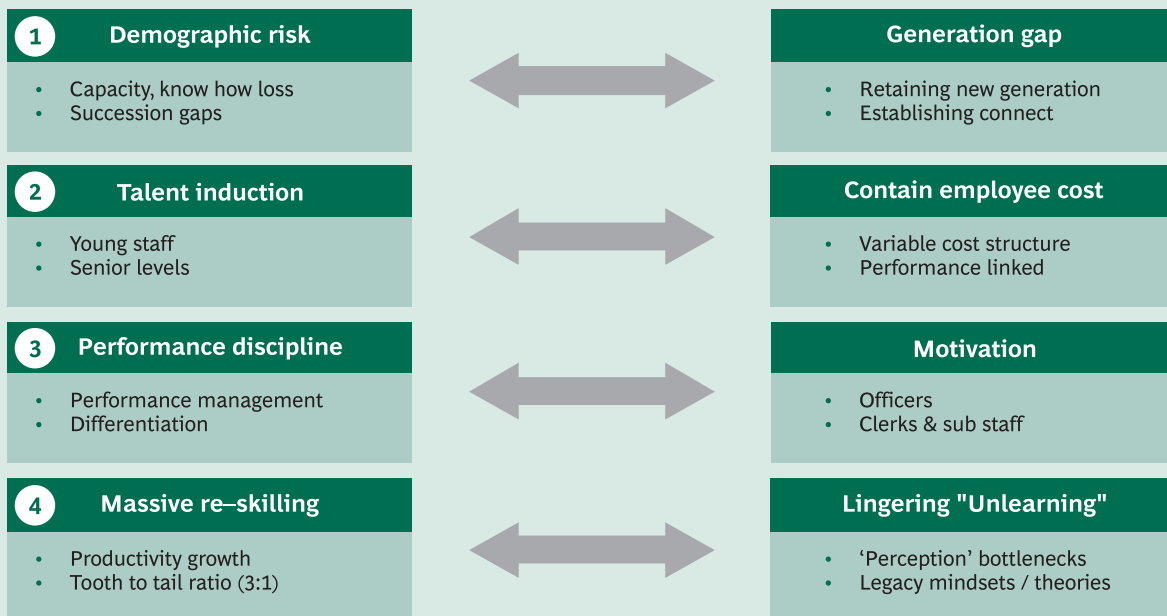 1 Demographic risk
• Capacity, know how loss
• Succession gaps
Generation gap
• Retaining new generation
• Establishing connect
2 Talent induction
• Young staff
• Senior levels
Contain employee cost
• Variable cost structure
• Performance linked
3 Performance discipline
• Performance management
• Differentiation
Motivation
• Officers
• Clerks & sub staff
4 Massive re–skilling
• Productivity growth
• Tooth to tail ratio (3:1)
Lingering "Unlearning"
• ‘Perception’ bottlenecks
• Legacy mindsets / theories